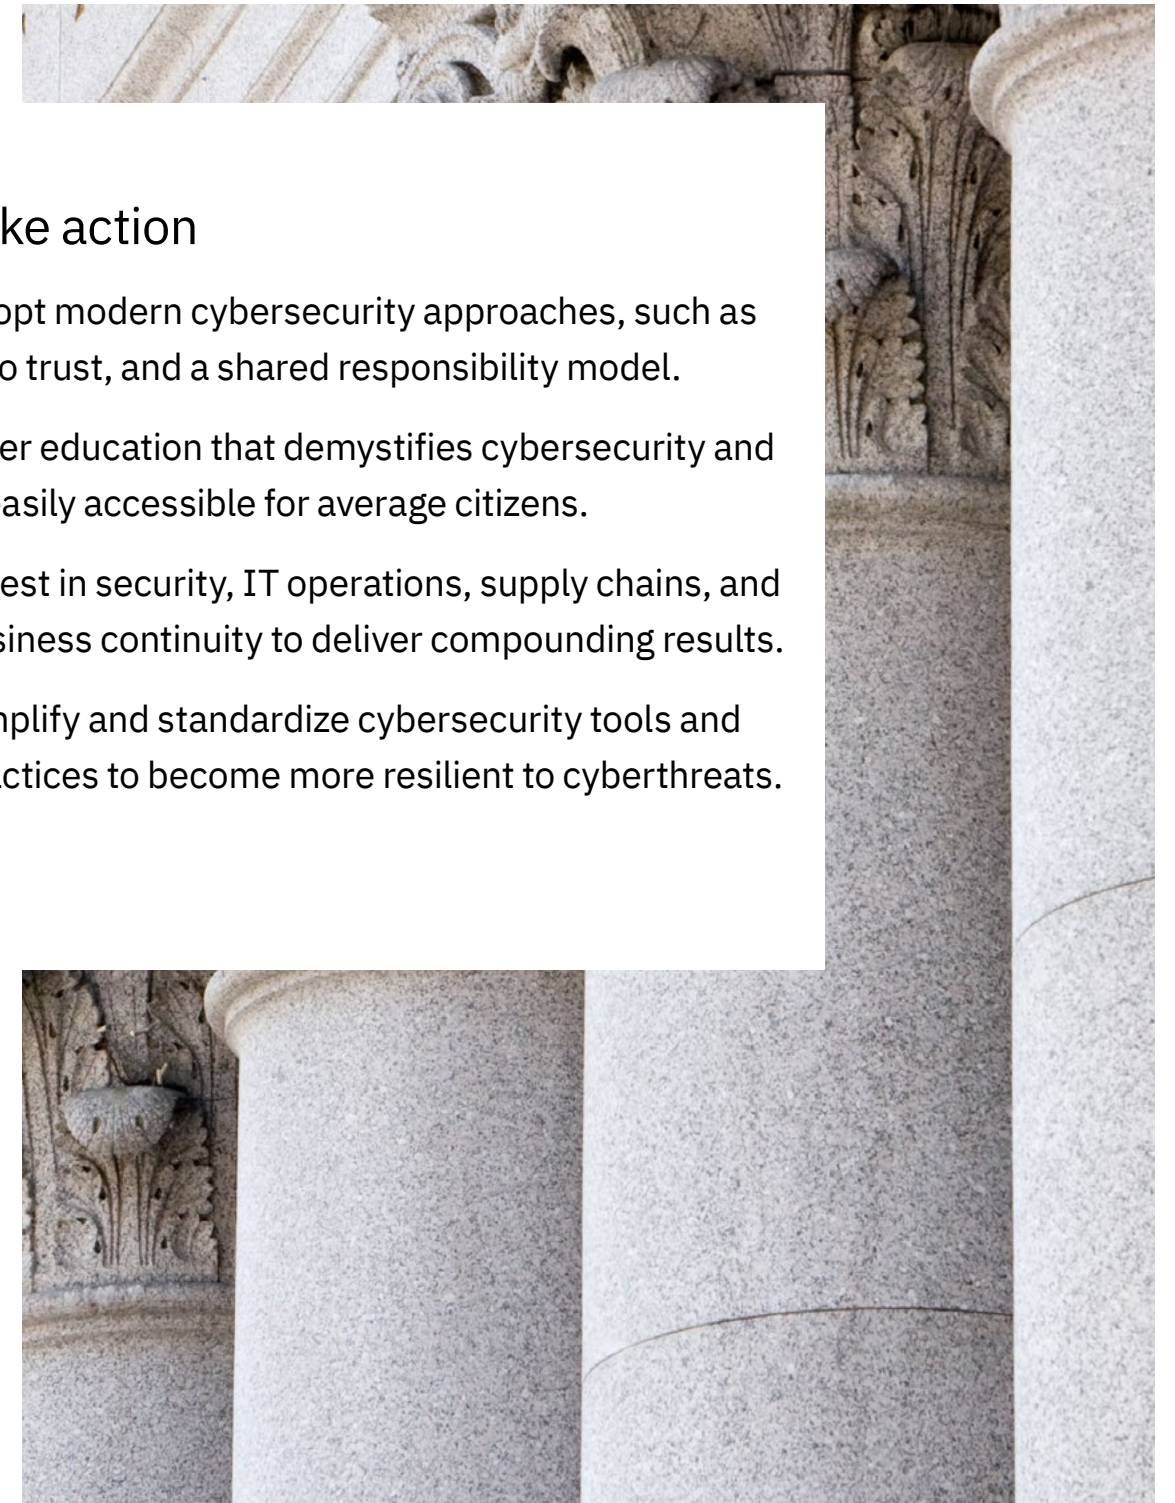 ke action
opt modern cybersecurity approaches, such as
o trust, and a shared responsibility model.
er education that demystifies cybersecurity and
asily accessible for average citizens.
est in security, IT operations, supply chains, and
siness continuity to deliver compounding results.
mplify and standardize cybersecurity tools and
actices to become more resilient to cyberthreats.